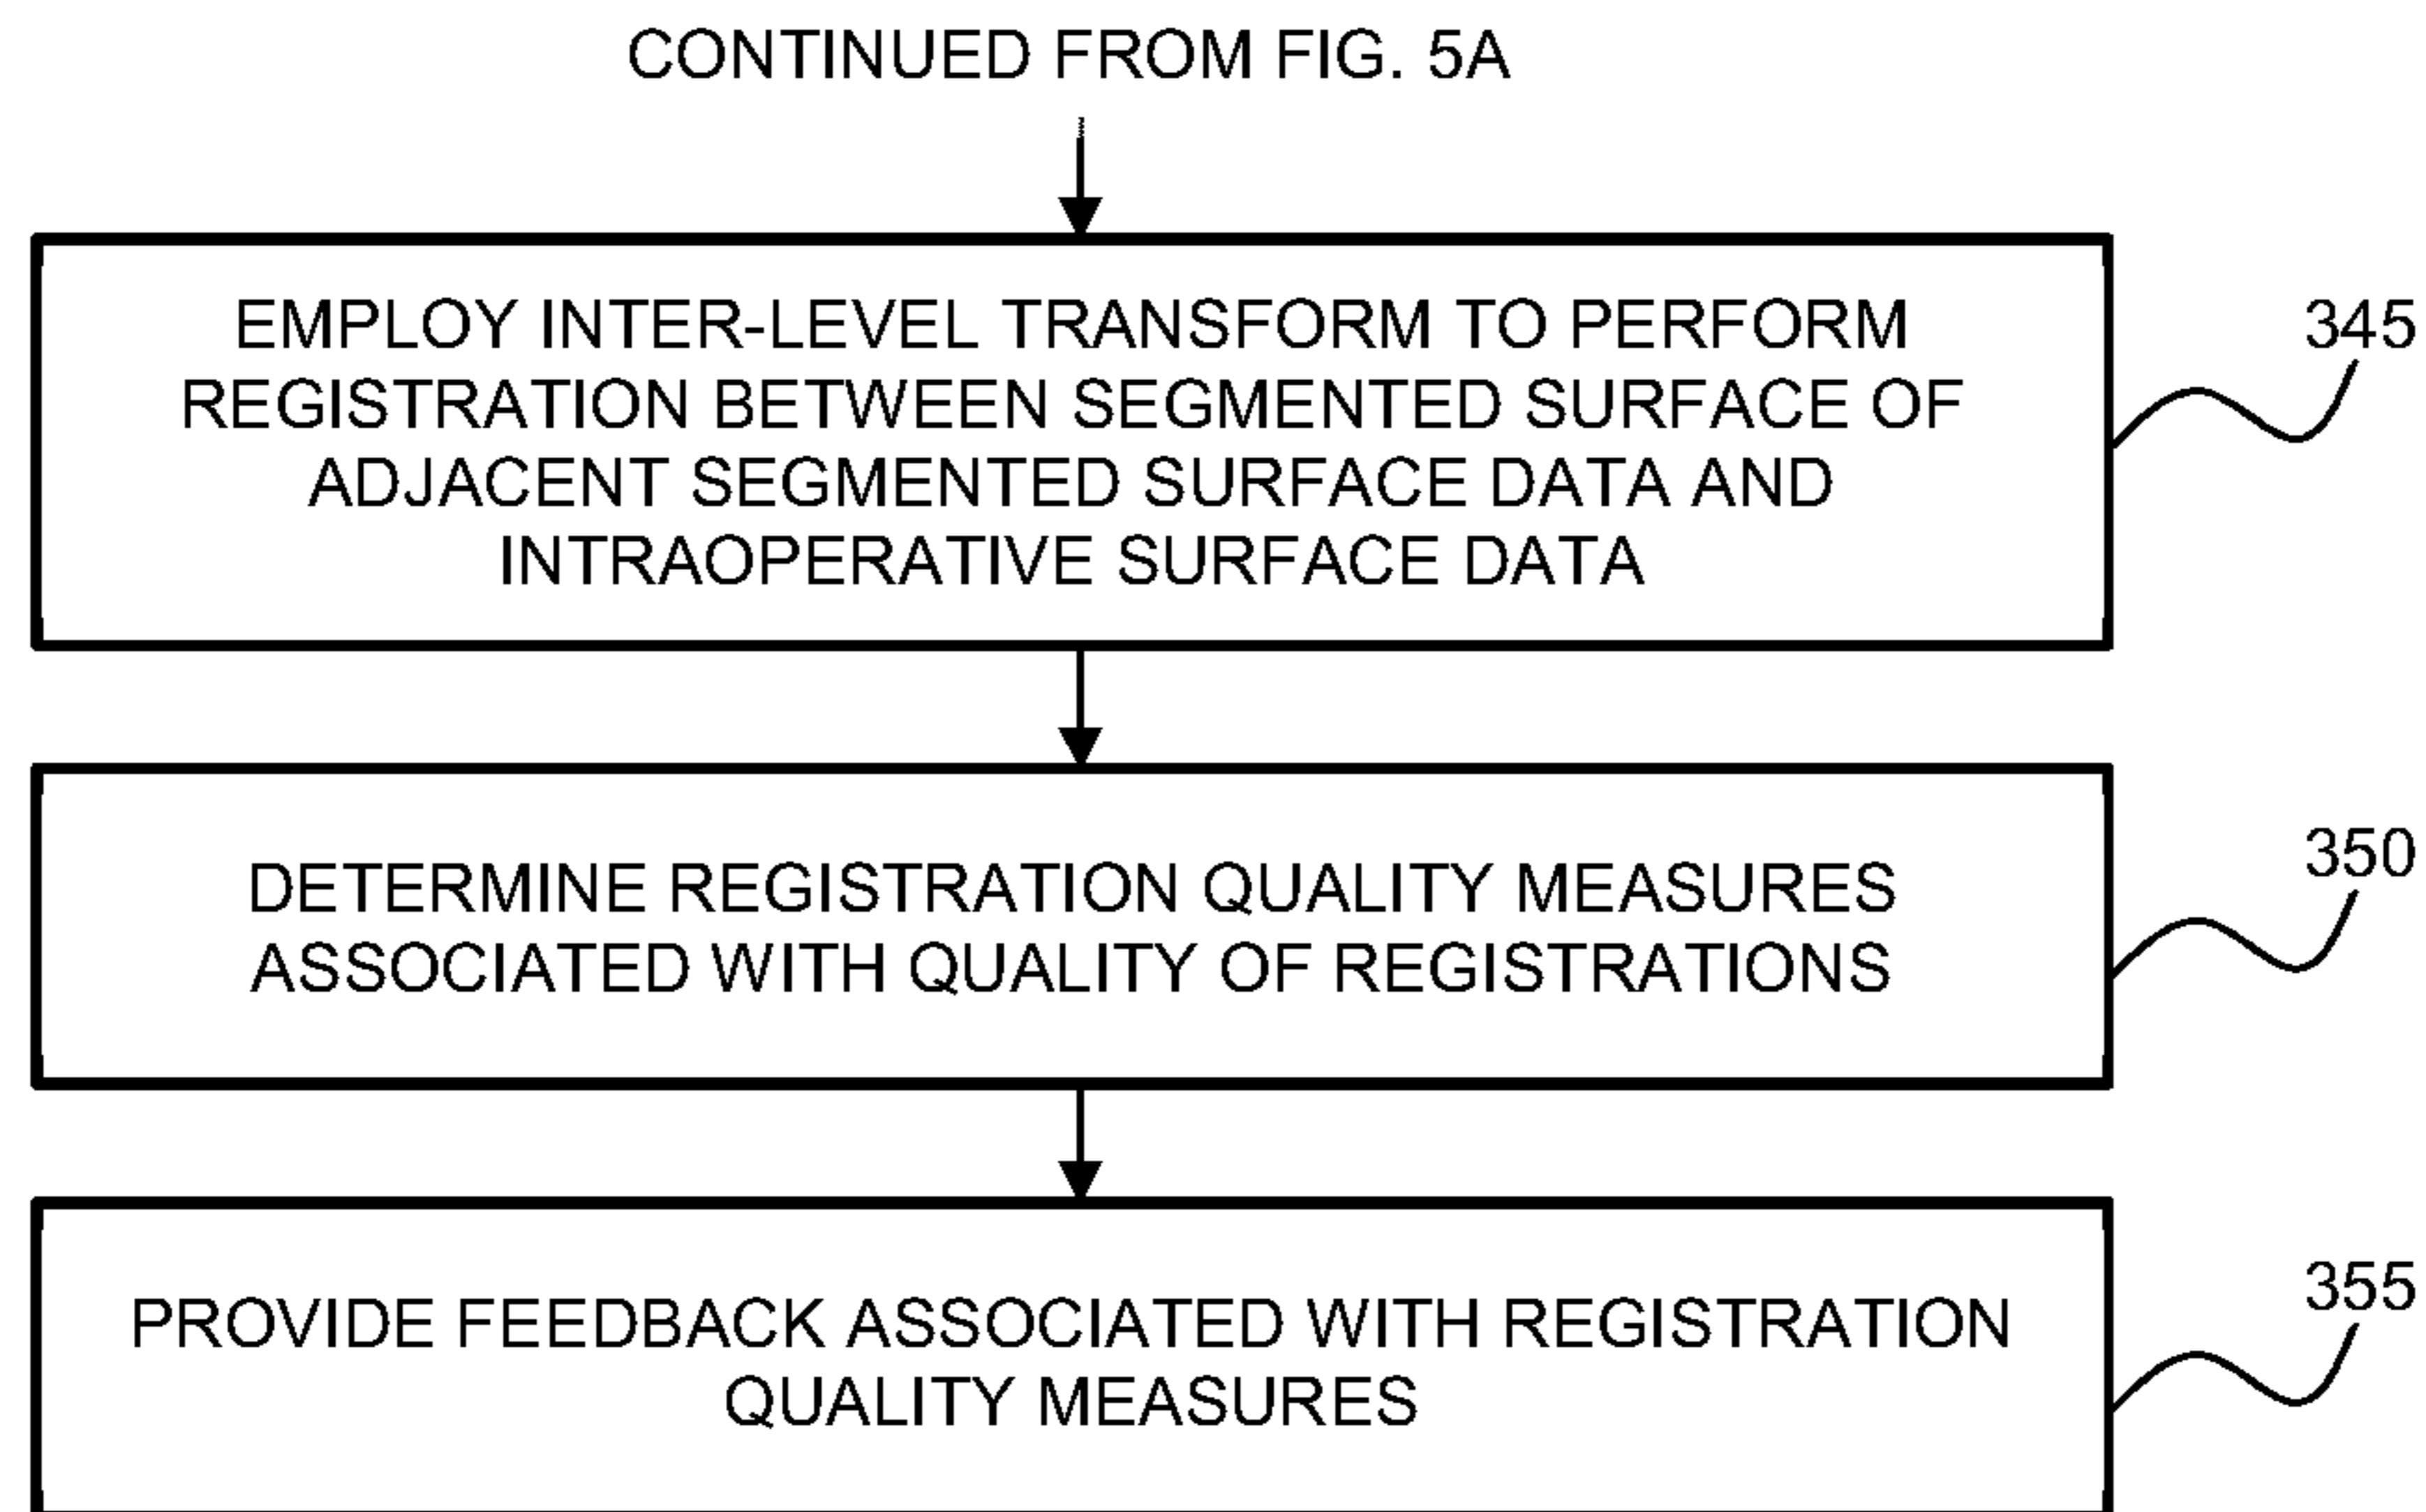 CONTINUED FROM FIG. 5A
EMPLOY INTER-LEVEL TRANSFORM TO PERFORM
REGISTRATION BETWEEN SEGMENTED SURFACE OF
ADJACENT SEGMENTED SURFACE DATA AND
INTRAOPERATIVE SURFACE DATA
345
DETERMINE REGISTRATION QUALITY MEASURES
ASSOCIATED WITH QUALITY OF REGISTRATIONS
350
PROVIDE FEEDBACK ASSOCIATED WITH REGISTRATION
QUALITY MEASURES
355